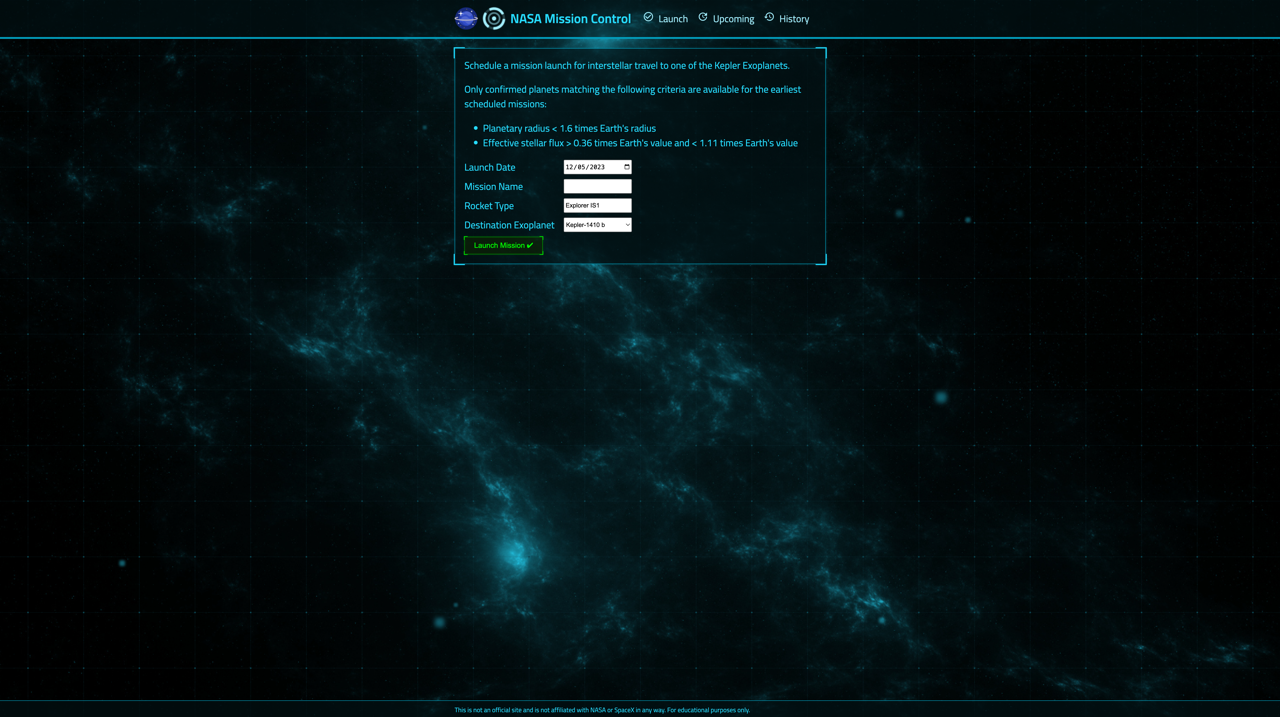 NASA Mission Control Launch Upcoming History
Schedule a mission launch for interstellar travel to one of the Kepler Exoplanets.
Only confirmed planets matching the following criteria are available for the earliest
scheduled missions:
• Planetary radius < 1.6 times Earth's radius
• Effective stellar flux > 0.36 times Earth's value and < 1.11 times Earth's value
Launch Date 12/05/2023
Mission Name
Rocket Type Explorer IS1
Destination Exoplanet Kepler-1410 b
Launch Mission ✔
This is not an official site and is not affiliated with NASA or SpaceX in any way. For educational purposes only.